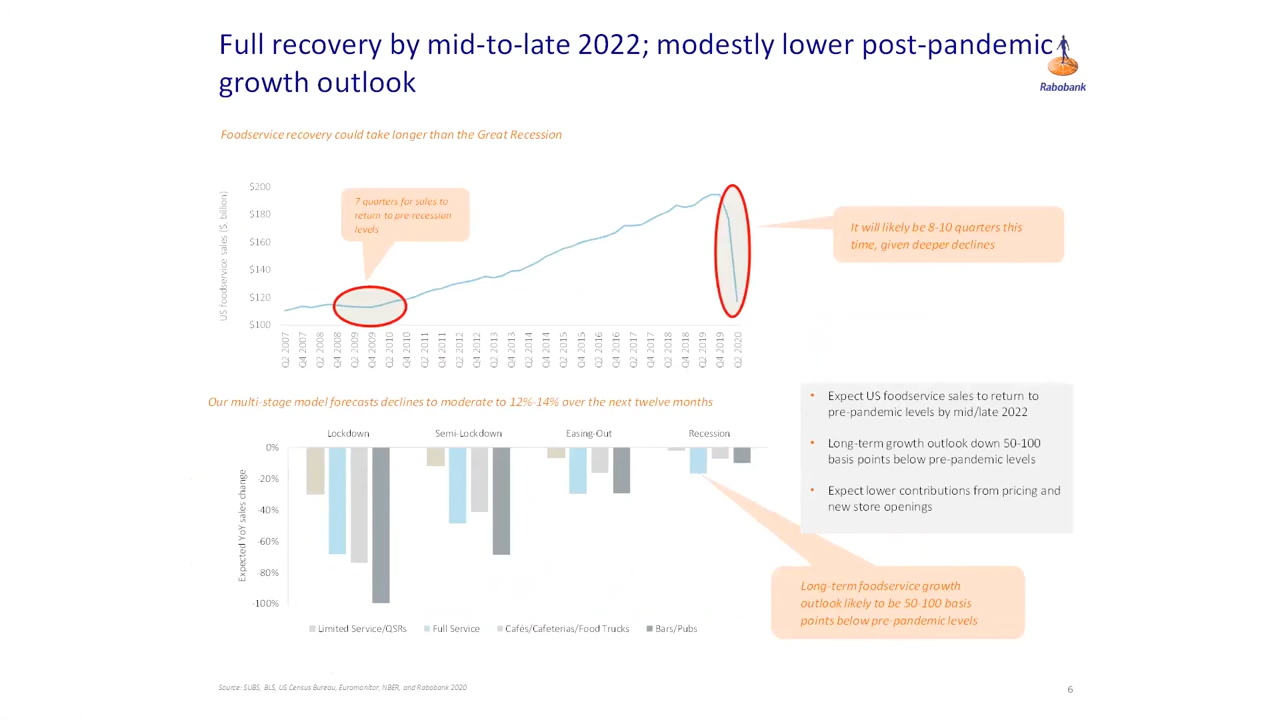 Full recovery by mid-to-late 2022; modestly lower post-pandemic
growth outlook
Rabobank
Foodservice recovery could take longer than the Great Recession
US foodservice sales ($, billion)
$200
$180
$160
$140
$120
$100
7 quarters for sales to
return to pre-recession
levels
It will likely be 8-10 quarters this
time, given deeper declines
Q2 2007
Q4 2007
Q2 2008
Q4 2008
Q2 2009
Q4 2009
Q2 2010
Q4 2010
Q2 2011
Q4 2011
Q2 2012
Q4 2012
Q2 2013
Q4 2013
Q2 2014
Q4 2014
Q2 2015
Q4 2015
Q2 2016
Q4 2016
Q2 2017
Q4 2017
Q2 2018
Q4 2018
Q2 2019
Q4 2019
Q2 2020
Our multi-stage model forecasts declines to moderate to 12%-14% over the next twelve months
Lockdown
Semi-Lockdown
Easing-Out
Recession
Expected YoY sales change
0%
-20%
-40%
-60%
-80%
-100%
Limited Service/QSRs
Full Service
Cafés/Cafeterias/Food Trucks
Bars/Pubs
• Expect US foodservice sales to return to
pre-pandemic levels by mid/late 2022
• Long-term growth outlook down 50-100
basis points below pre-pandemic levels
• Expect lower contributions from pricing and
new store openings
Long-term foodservice growth
outlook likely to be 50-100 basis
points below pre-pandemic levels
Source: SUBS, BLS, US Census Bureau, Euromonitor, NBER, and Rabobank 2020
6